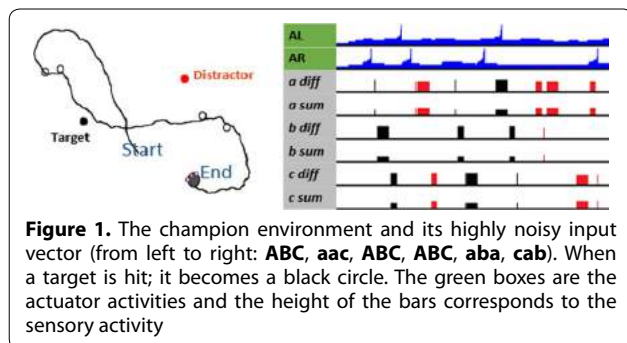 Distractor
Target
Start
End
AL
AR
a diff
a sum
b diff
b sum
c diff
c sum
Figure 1. The champion environment and its highly noisy input
vector (from left to right: ABC, aac, ABC, ABC, aba, cab). When
a target is hit; it becomes a black circle. The green boxes are the
actuator activities and the height of the bars corresponds to the
sensory activity